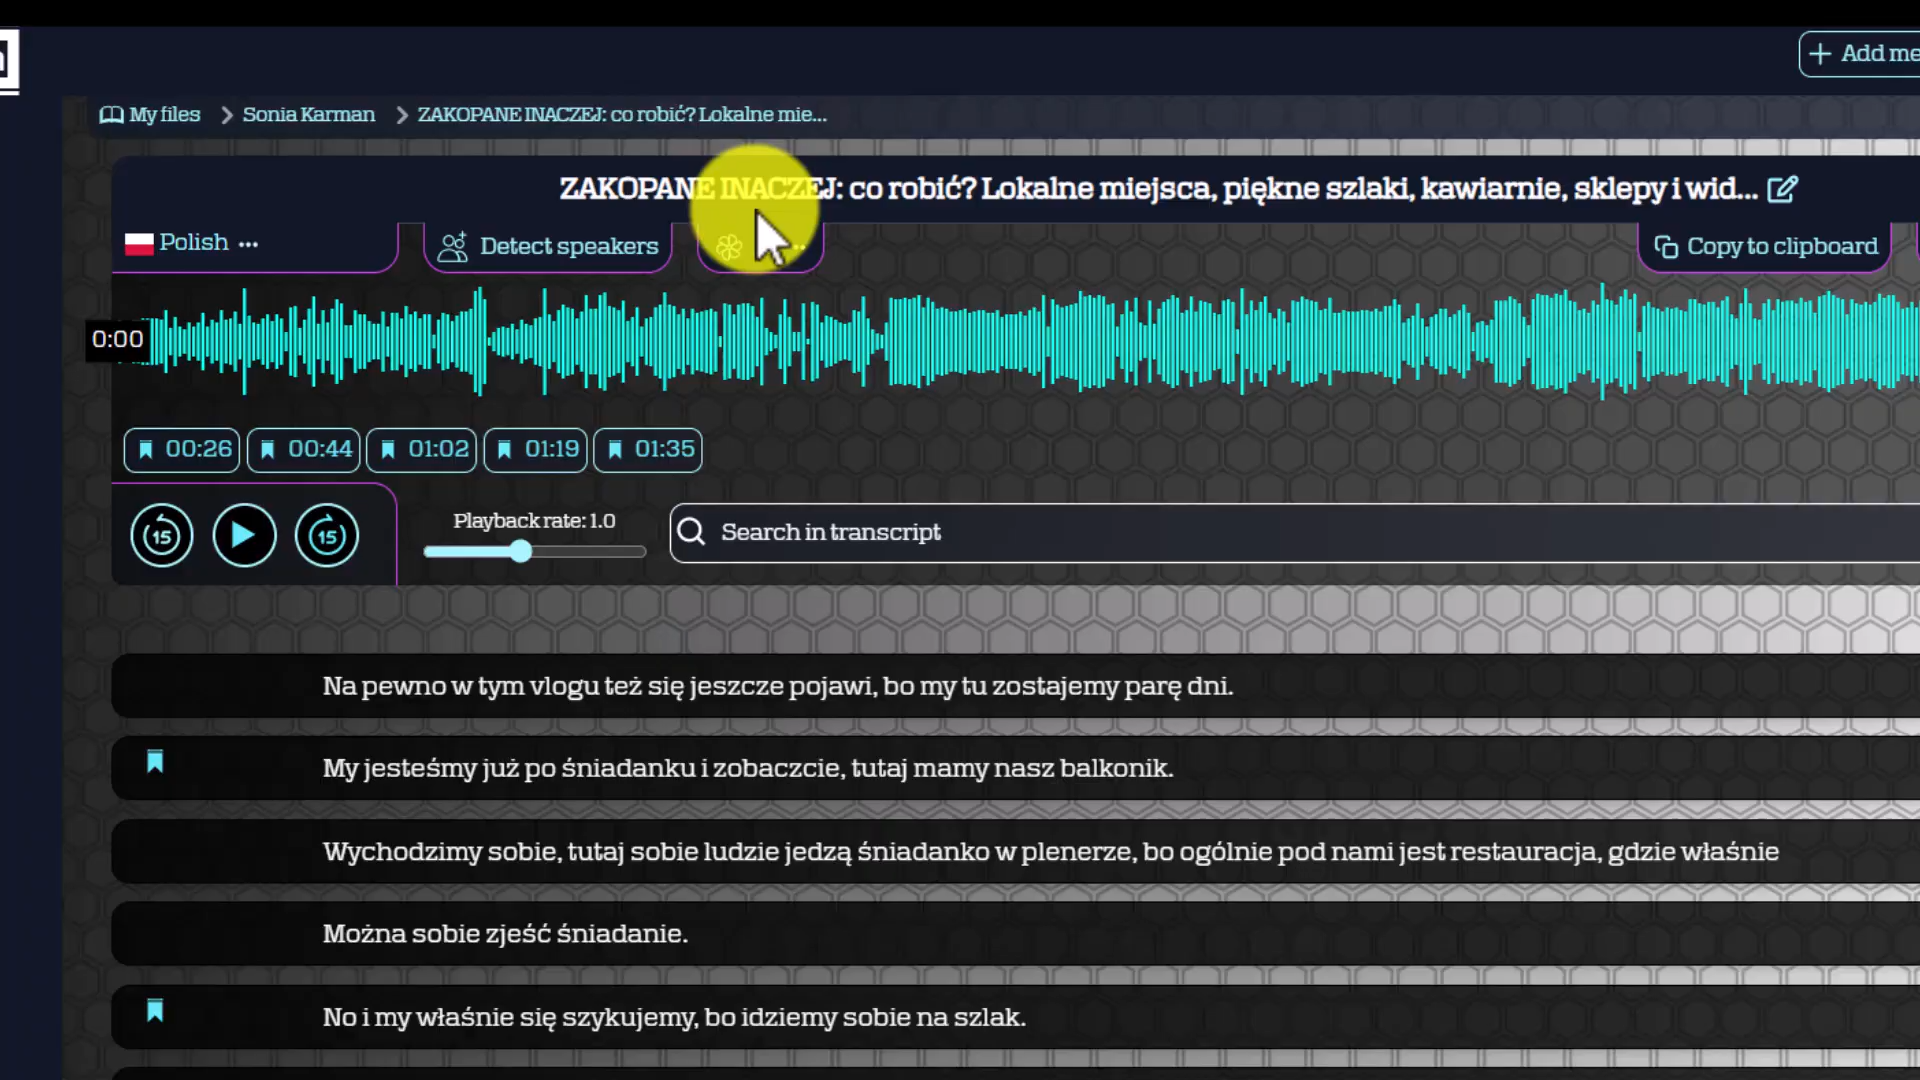 Add me
My files
Sonia Karman
ZAKOPANE INACZEJ: co robić? Lokalne mie...
ZAKOPANE INACZEJ: co robić? Lokalne miejsca, piękne szlaki, kawiarnie, sklepy i wid...
Polish ...
Detect speakers
Copy to clipboard
0:00
00:26
00:44
01:02
01:19
01:35
15
15
Playback rate: 1.0
Search in transcript
Na pewno w tym vlogu też się jeszcze pojawi, bo my tu zostajemy parę dni.
My jesteśmy już po śniadanku i zobaczcie, tutaj mamy nasz balkonik.
Wychodzimy sobie, tutaj sobie ludzie jedzą śniadanko w plenerze, bo ogólnie pod nami jest restauracja, gdzie właśnie
Można sobie zjeść śniadanie.
No i my właśnie się szykujemy, bo idziemy sobie na szlak.